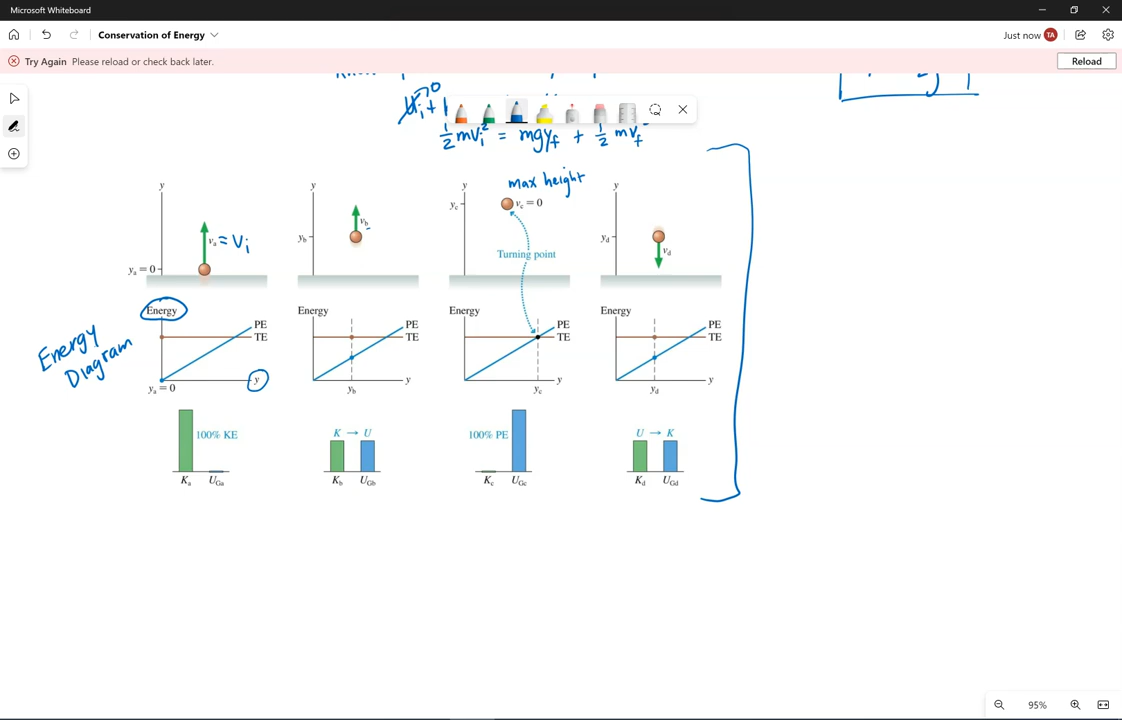 Microsoft Whiteboard
Conservation of Energy
Just now TA
Try Again Please reload or check back later.
Reload
½mvᵢ² = mgy_f + ½mv_f
max height
y
y
y
y
vₐ = vᵢ
v_b
y_b
y_c
v_c = 0
y_d
v_d
Turning point
yₐ = 0
Energy Diagram
Energy
PE
TE
y
yₐ = 0
Energy
PE
TE
y
y_b
Energy
PE
TE
y
y_c
Energy
PE
TE
y
y_d
100% KE
Kₐ U_Ga
K → U
K_b U_Gb
100% PE
K_c U_Gc
U → K
K_d U_Gd
95%